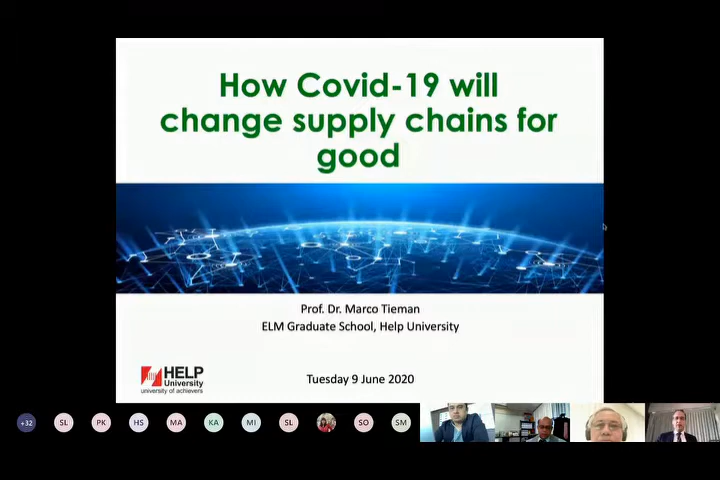 How Covid-19 will
change supply chains for
good
Prof. Dr. Marco Tieman
ELM Graduate School, Help University
HELP
University
university of achievers
Tuesday 9 June 2020
+32 SL PK HS MA KA MI SL SO SM